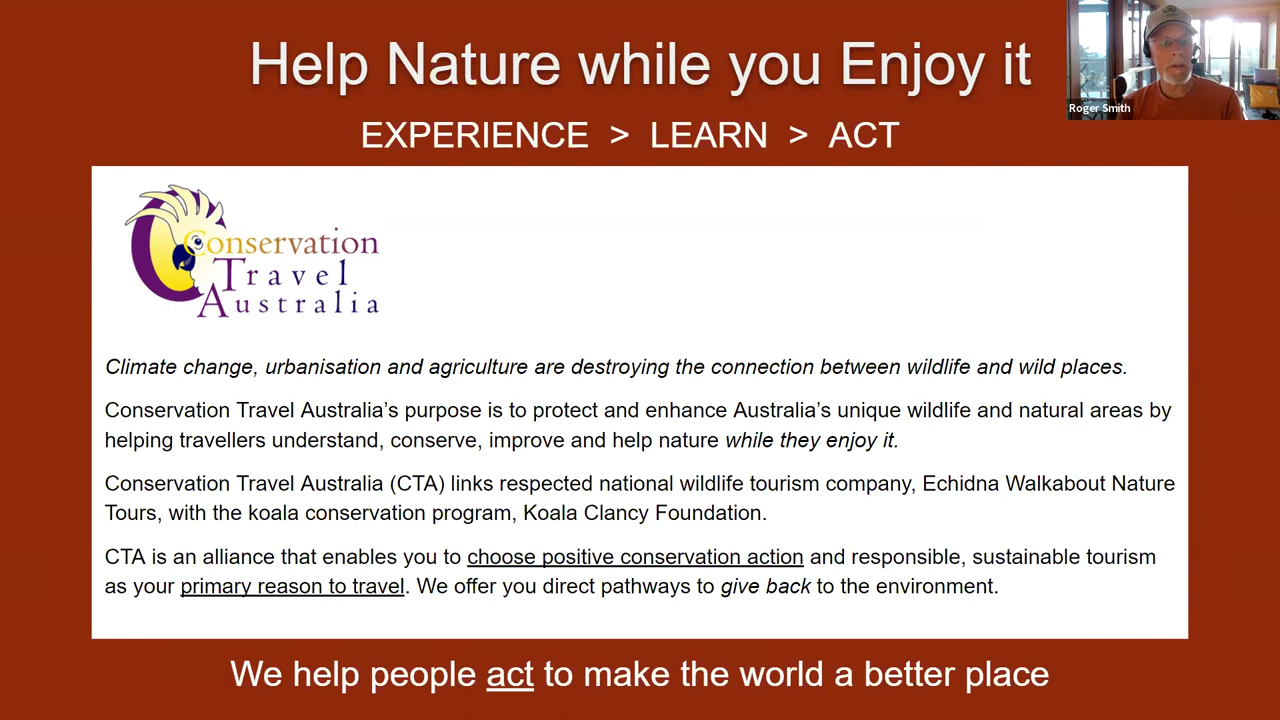 Help Nature while you Enjoy it
Roger Smith
EXPERIENCE > LEARN > ACT
Conservation
Travel
Australia
Climate change, urbanisation and agriculture are destroying the connection between wildlife and wild places.
Conservation Travel Australia’s purpose is to protect and enhance Australia’s unique wildlife and natural areas by
helping travellers understand, conserve, improve and help nature while they enjoy it.
Conservation Travel Australia (CTA) links respected national wildlife tourism company, Echidna Walkabout Nature
Tours, with the koala conservation program, Koala Clancy Foundation.
CTA is an alliance that enables you to choose positive conservation action and responsible, sustainable tourism
as your primary reason to travel. We offer you direct pathways to give back to the environment.
We help people act to make the world a better place